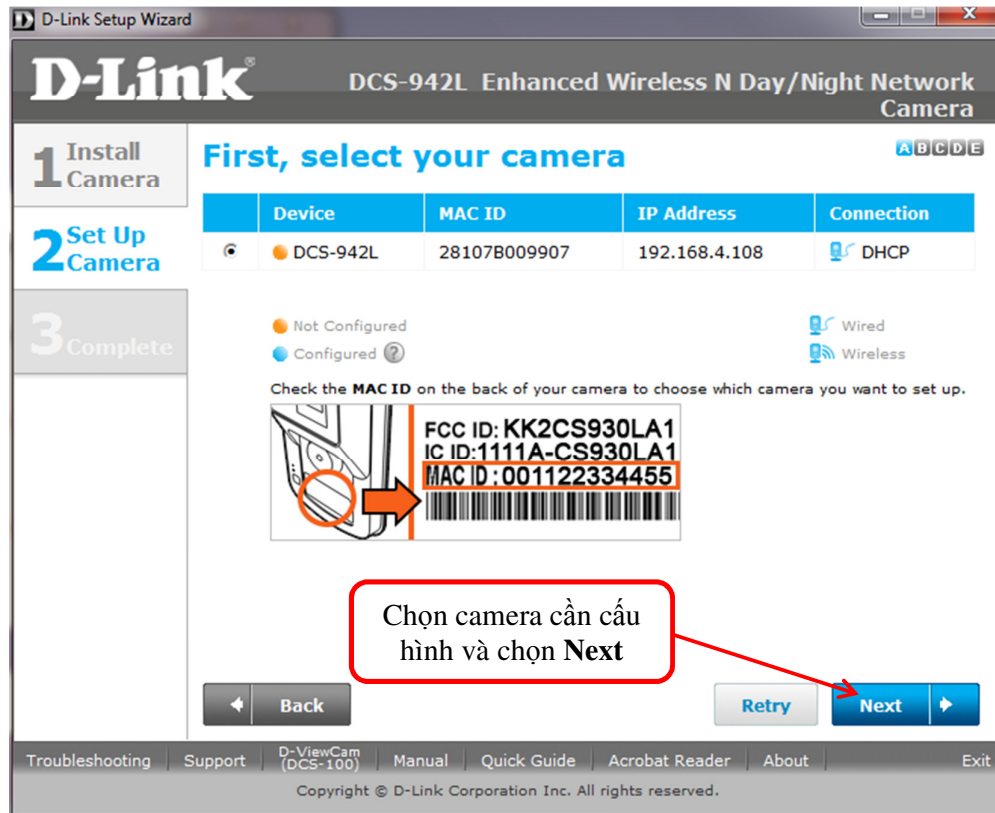 D-Link Setup Wizard
D-Link®
DCS-942L Enhanced Wireless N Day/Night Network
Camera
1 Install
Camera
2 Set Up
Camera
3 Complete
First, select your camera
A B C D E
Device MAC ID IP Address Connection
DCS-942L 28107B009907 192.168.4.108 DHCP
Not Configured Wired
Configured ? Wireless
Check the MAC ID on the back of your camera to choose which camera you want to set up.
FCC ID: KK2CS930LA1
IC ID:1111A-CS930LA1
MAC ID : 001122334455
Chọn camera cần cấu
hình và chọn Next
Back Retry Next
Troubleshooting Support D-ViewCam
(DCS-100) Manual Quick Guide Acrobat Reader About Exit
Copyright © D-Link Corporation Inc. All rights reserved.